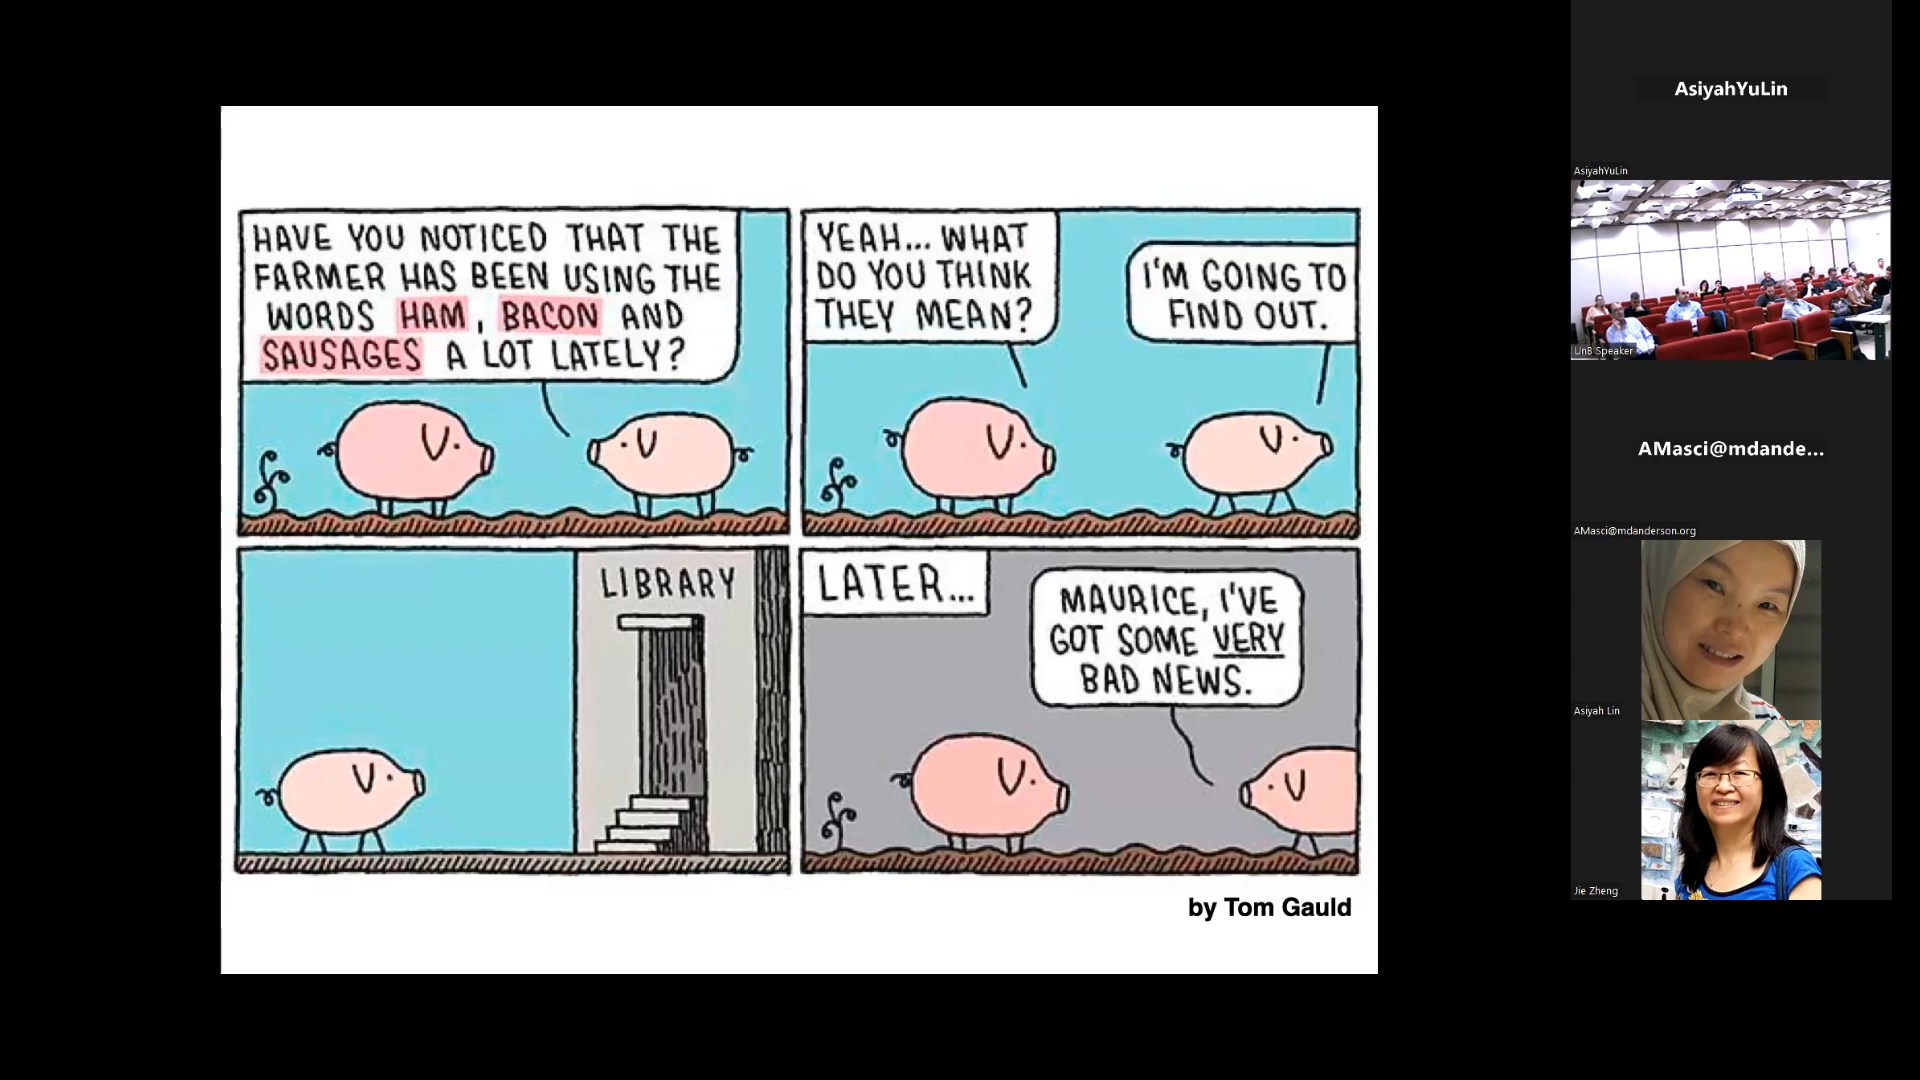 HAVE YOU NOTICED THAT THE
FARMER HAS BEEN USING THE
WORDS HAM, BACON AND
SAUSAGES A LOT LATELY?
YEAH... WHAT
DO YOU THINK
THEY MEAN?
I'M GOING TO
FIND OUT.
LIBRARY
LATER...
MAURICE, I'VE
GOT SOME VERY
BAD NEWS.
by Tom Gauld
AsiyahYuLin
AsiyahYuLin
UnB Speaker
AMasci@mdande...
AMasci@mdanderson.org
Asiyah Lin
Jie Zheng